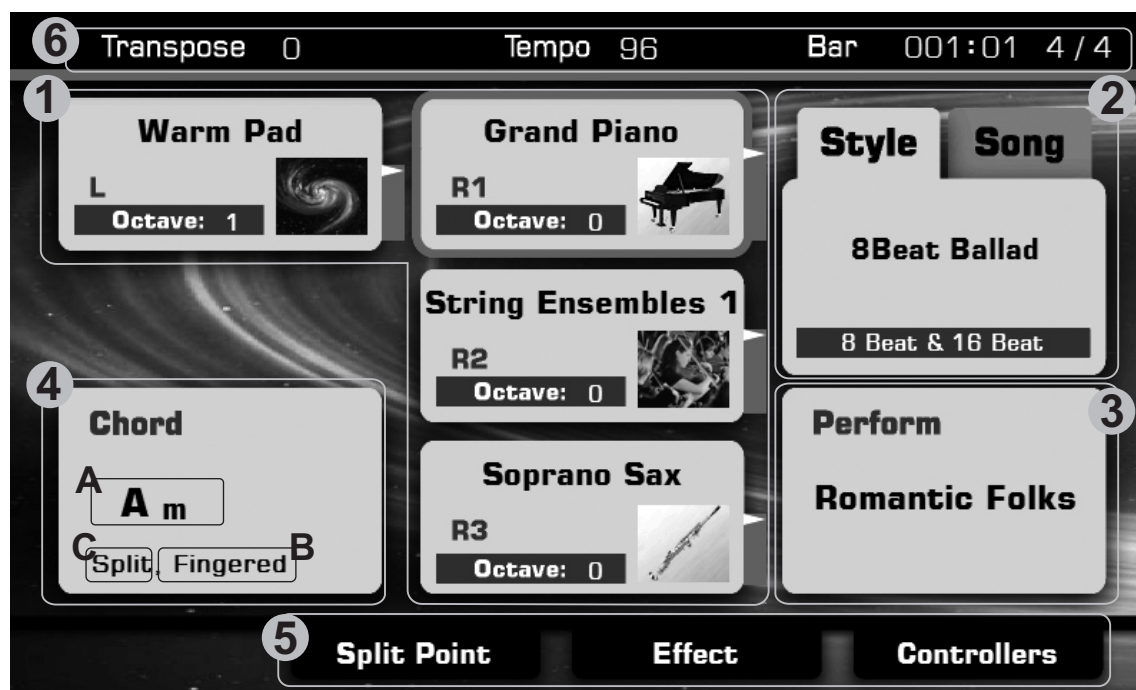 6 Transpose 0 Tempo 96 Bar 001:01 4/4
1
Warm Pad
L
Octave: 1
Grand Piano
R1
Octave: 0
String Ensembles 1
R2
Octave: 0
Soprano Sax
R3
Octave: 0
2
Style Song
8Beat Ballad
8 Beat & 16 Beat
4
Chord
A
A m
C B
Split, Fingered
3
Perform
Romantic Folks
5
Split Point Effect Controllers